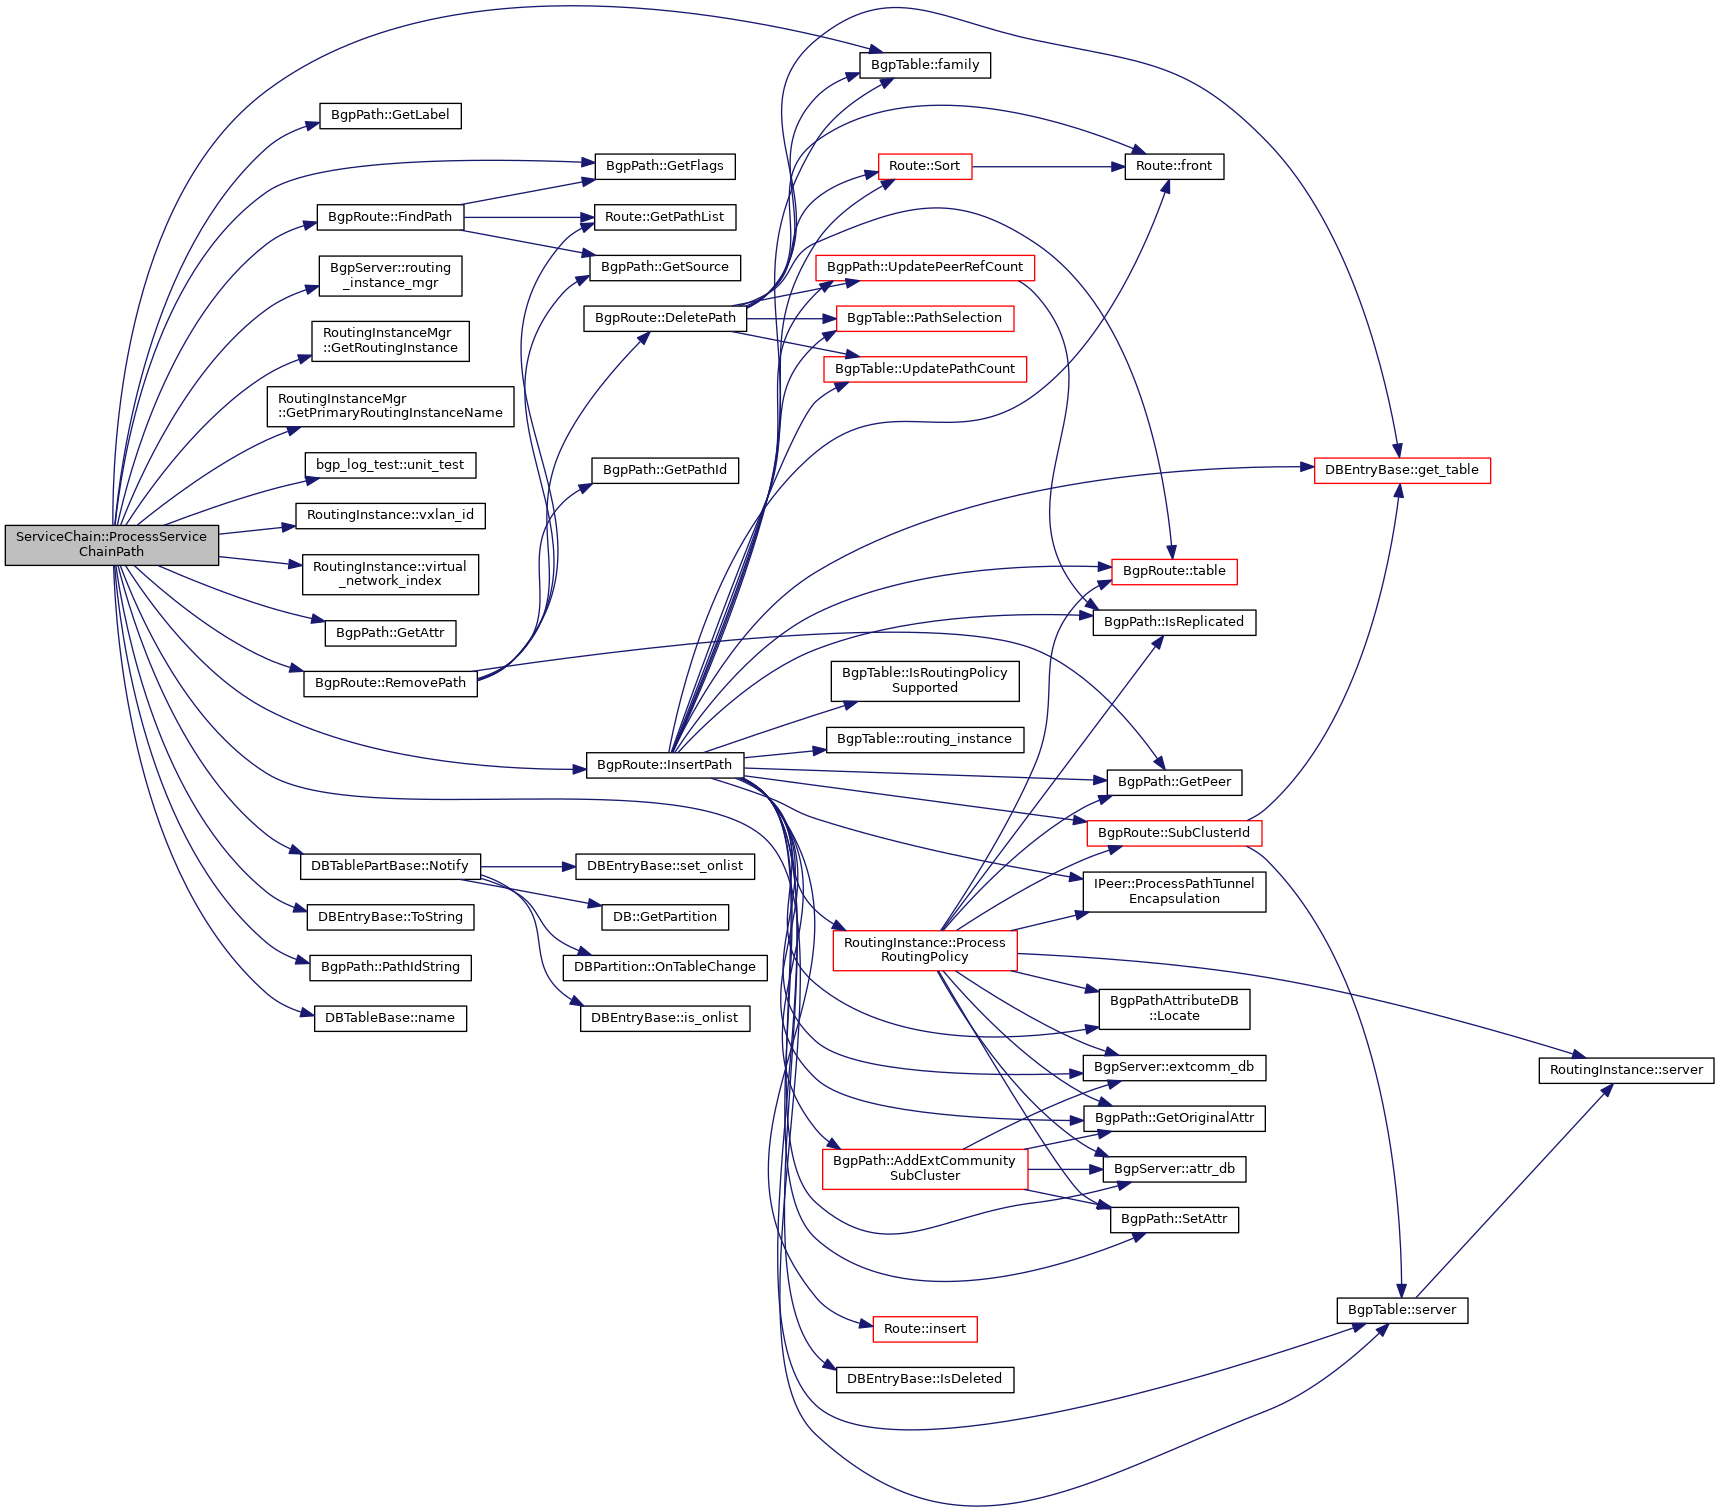 ServiceChain::ProcessService
ChainPath
BgpPath::GetLabel
BgpPath::GetFlags
BgpRoute::FindPath
Route::GetPathList
BgpServer::routing
_instance_mgr
BgpPath::GetSource
RoutingInstanceMgr
::GetRoutingInstance
BgpRoute::DeletePath
RoutingInstanceMgr
::GetPrimaryRoutingInstanceName
bgp_log_test::unit_test
BgpPath::GetPathId
RoutingInstance::vxlan_id
RoutingInstance::virtual
_network_index
BgpPath::GetAttr
BgpRoute::RemovePath
BgpRoute::InsertPath
DBTablePartBase::Notify
DBEntryBase::set_onlist
DBEntryBase::ToString
DB::GetPartition
BgpPath::PathIdString
DBPartition::OnTableChange
DBTableBase::name
DBEntryBase::is_onlist
BgpTable::family
Route::Sort
Route::front
BgpPath::UpdatePeerRefCount
BgpTable::PathSelection
BgpTable::UpdatePathCount
DBEntryBase::get_table
BgpRoute::table
BgpPath::IsReplicated
BgpTable::IsRoutingPolicy
Supported
BgpTable::routing_instance
BgpPath::GetPeer
BgpRoute::SubClusterId
IPeer::ProcessPathTunnel
Encapsulation
RoutingInstance::Process
RoutingPolicy
BgpPathAttributeDB
::Locate
BgpServer::extcomm_db
RoutingInstance::server
BgpPath::GetOriginalAttr
BgpPath::AddExtCommunity
SubCluster
BgpServer::attr_db
BgpPath::SetAttr
BgpTable::server
Route::insert
DBEntryBase::IsDeleted